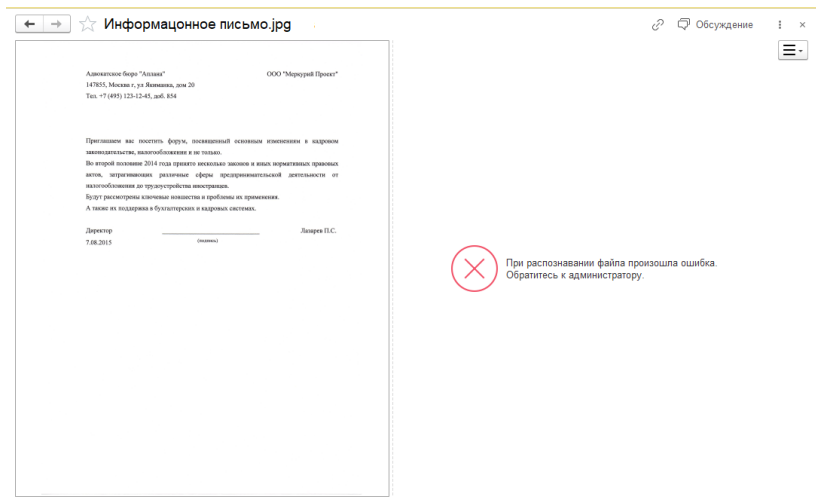 Информацонное письмо.jpg
Обсуждение
Адвокатское бюро "Аплана" ООО "Меркурий Проект"
147855, Москва г, ул Якиманка, дом 20
Тел. +7 (495) 123-12-45, доб. 854
Приглашаем вас посетить форум, посвященный основным изменениям в кадровом
законодательстве, налогообложении и не только.
Во второй половине 2014 года принято несколько законов и иных нормативных правовых
актов, затрагивающих различные сферы предпринимательской деятельности от
налогообложения до трудоустройства иностранцев.
Будут рассмотрены ключевые новшества и проблемы их применения.
А также их поддержка в бухгалтерских и кадровых системах.
Директор Лазарев П.С.
7.08.2015 (подпись)
При распознавании файла произошла ошибка.
Обратитесь к администратору.